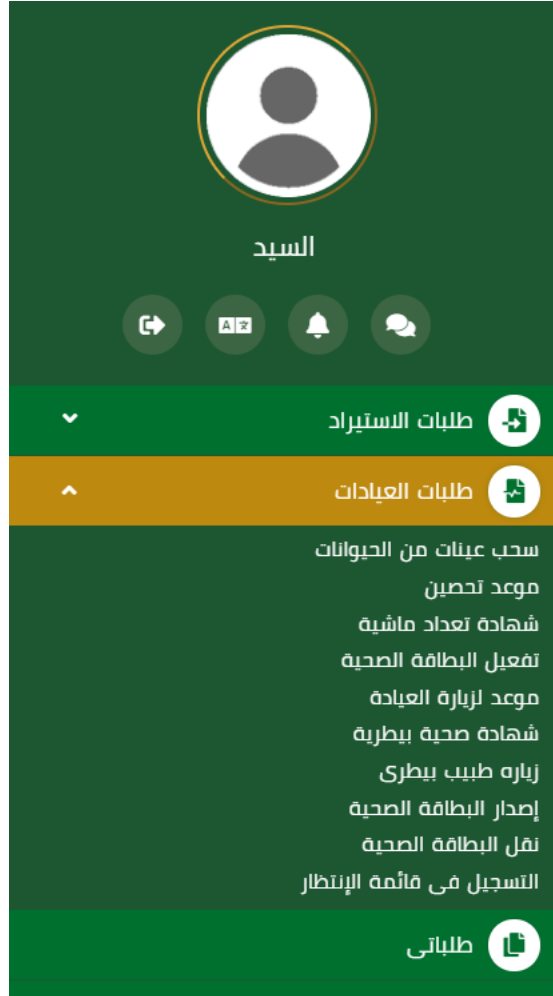 السيد
طلبات الاستيراد
طلبات العيادات
سحب عينات من الحيوانات
موعد تحصين
شهادة تعداد ماشية
تفعيل البطاقة الصحية
موعد لزيارة العيادة
شهادة صحية بيطرية
زياره طبيب بيطرى
إصدار البطاقة الصحية
نقل البطاقة الصحية
التسجيل فى قائمة الإنتظار
طلباتى